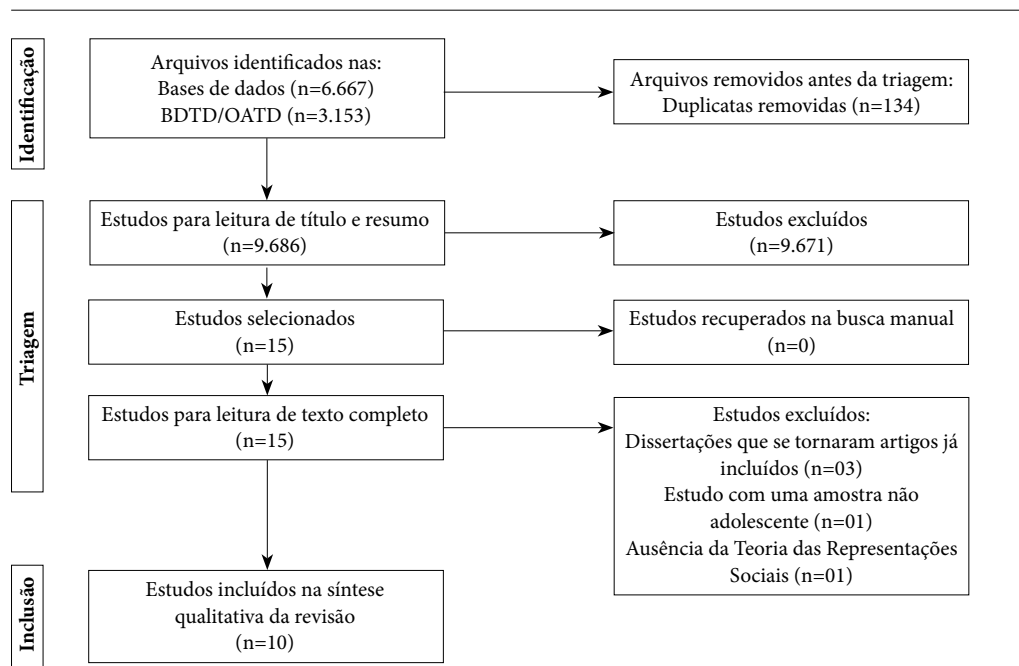 Identificação
Arquivos identificados nas:
Bases de dados (n=6.667)
BDTD/OATD (n=3.153)
Arquivos removidos antes da triagem:
Duplicatas removidas (n=134)
Triagem
Estudos para leitura de título e resumo
(n=9.686)
Estudos excluídos
(n=9.671)
Estudos selecionados
(n=15)
Estudos recuperados na busca manual
(n=0)
Estudos para leitura de texto completo
(n=15)
Estudos excluídos:
Dissertações que se tornaram artigos já
incluídos (n=03)
Estudo com uma amostra não
adolescente (n=01)
Ausência da Teoria das Representações
Sociais (n=01)
Inclusão
Estudos incluídos na síntese
qualitativa da revisão
(n=10)